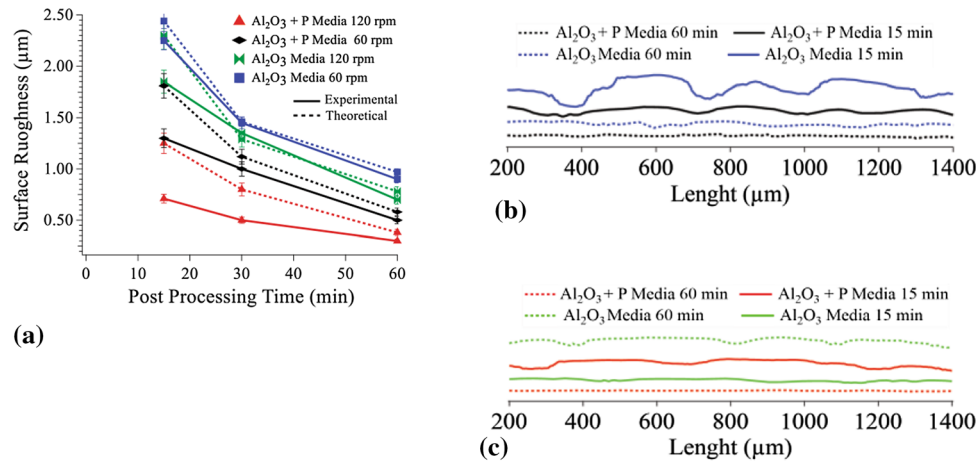 2.50
2.00
1.50
1.00
0.50
Surface Ruoghness (µm)
0 10 20 30 40 50 60
Post Processing Time (min)
Al₂O₃ + P Media 120 rpm
Al₂O₃ + P Media 60 rpm
Al₂O₃ Media 120 rpm
Al₂O₃ Media 60 rpm
Experimental
Theoretical
(a)
Al₂O₃ + P Media 60 min Al₂O₃ + P Media 15 min
Al₂O₃ Media 60 min Al₂O₃ Media 15 min
200 400 600 800 1000 1200 1400
Lenght (µm)
(b)
Al₂O₃ + P Media 60 min Al₂O₃ + P Media 15 min
Al₂O₃ Media 60 min Al₂O₃ Media 15 min
200 400 600 800 1000 1200 1400
Lenght (µm)
(c)